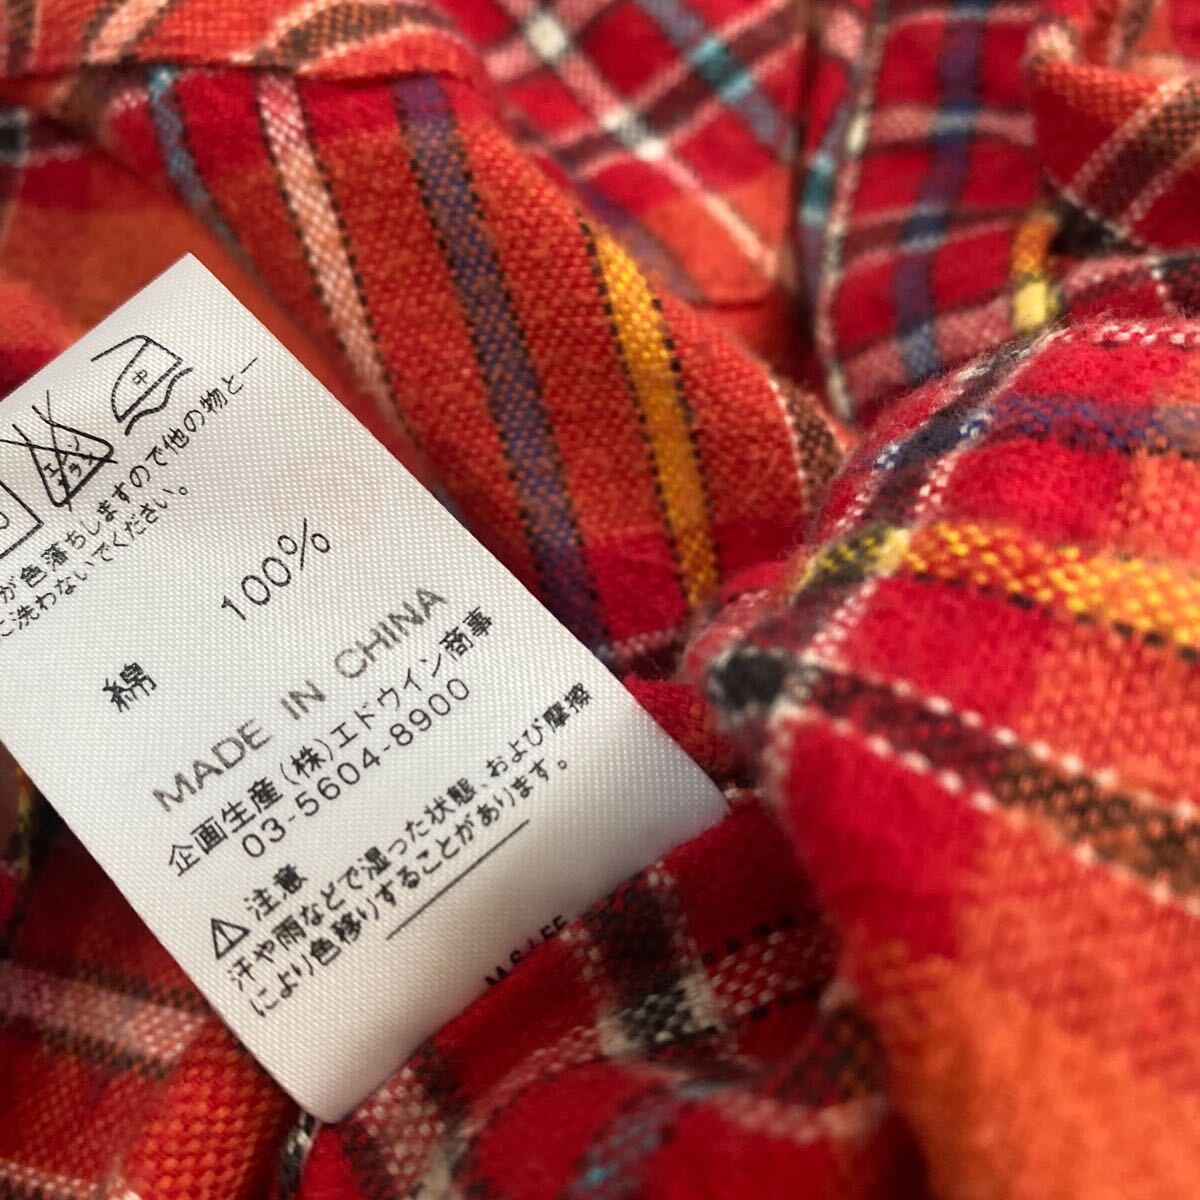 中
エンソ
が色落ちしますので他の物と一
に洗わないでください。
綿 100%
MADE IN CHINA
企画生産(株)エドウイン商事
03-5604-8900
注意
汗や雨などで湿った状態、および摩擦
により色移りすることがあります。